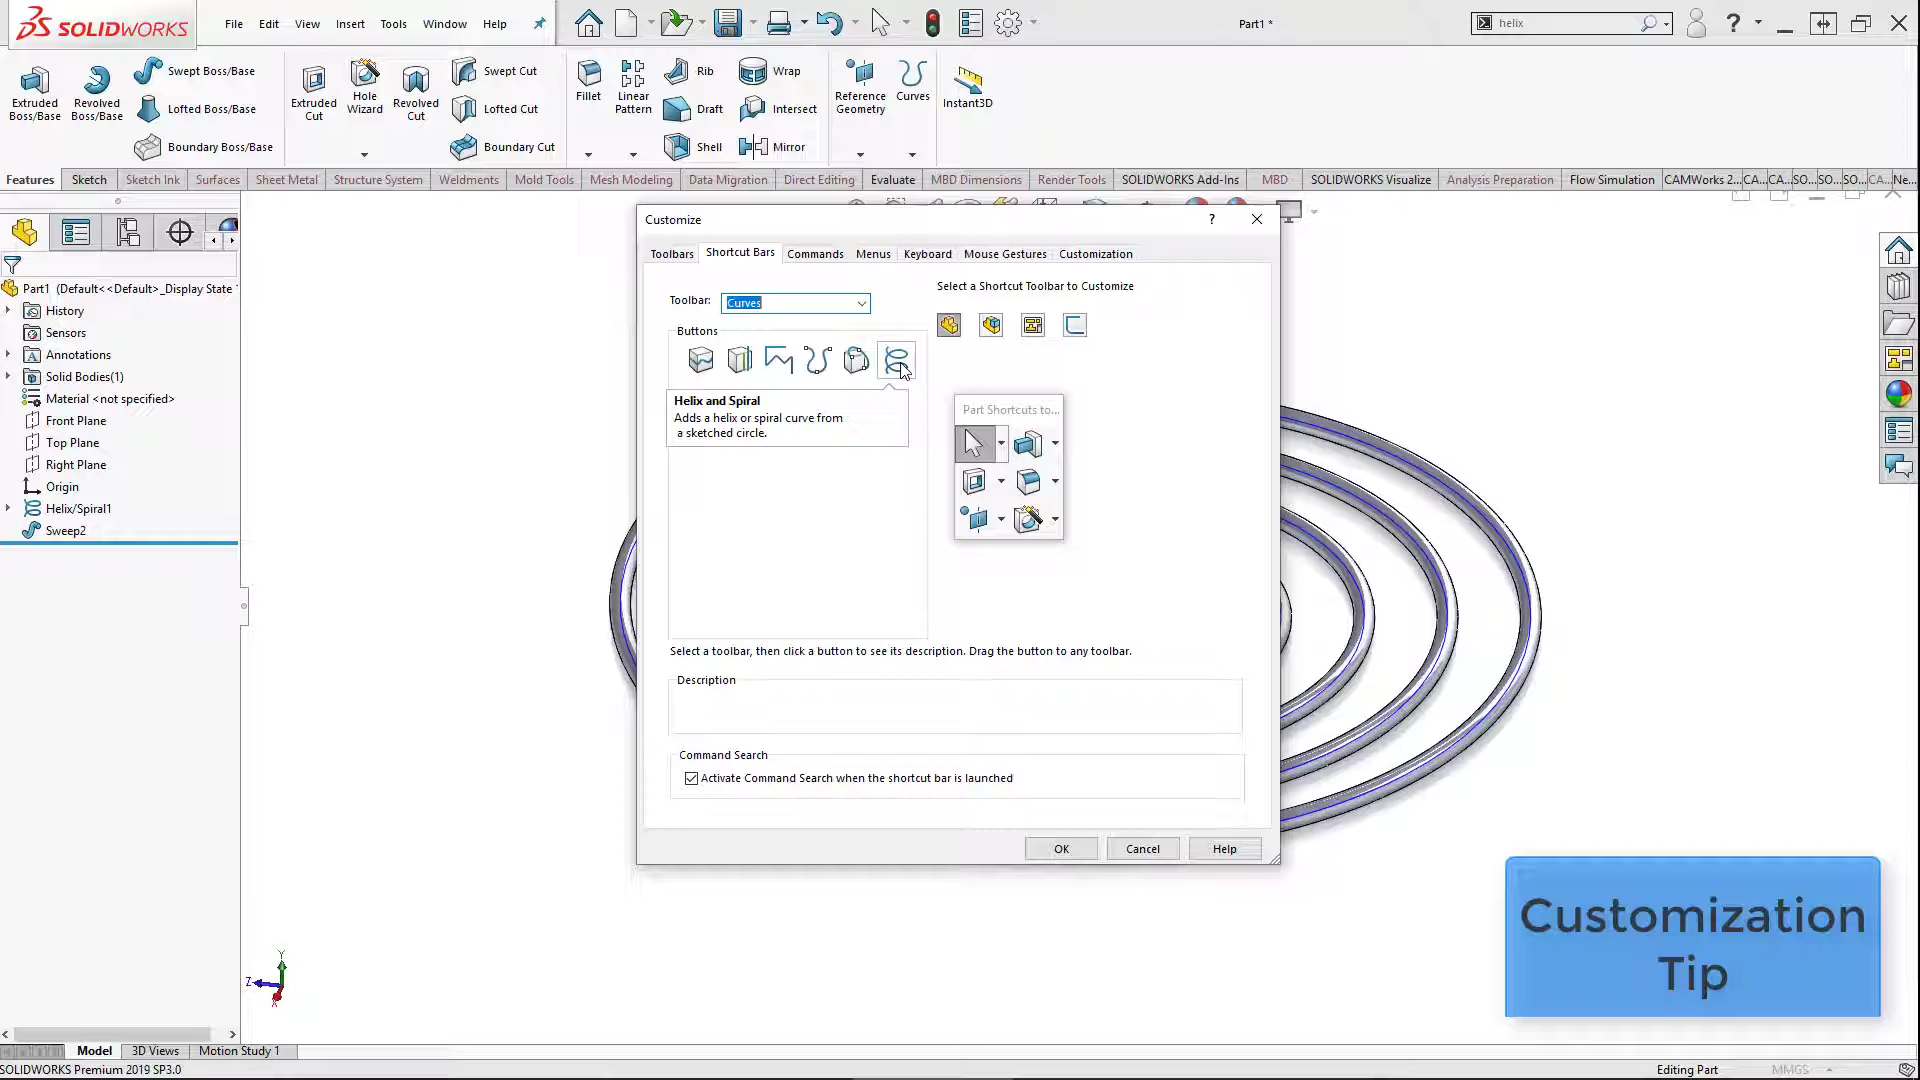 SOLIDWORKS
File Edit View Insert Tools Window Help
Part1 *
helix
?
Extruded Boss/Base
Revolved Boss/Base
Swept Boss/Base
Lofted Boss/Base
Boundary Boss/Base
Extruded Cut
Hole Wizard
Revolved Cut
Swept Cut
Lofted Cut
Boundary Cut
Fillet
Linear Pattern
Rib
Draft
Shell
Wrap
Intersect
Mirror
Reference Geometry
Curves
Instant3D
Features Sketch Sketch Ink Surfaces Sheet Metal Structure System Weldments Mold Tools Mesh Modeling Data Migration Direct Editing Evaluate MBD Dimensions Render Tools SOLIDWORKS Add-Ins MBD SOLIDWORKS Visualize Analysis Preparation Flow Simulation CAMWorks 2... CA... CA... SO... SO... SO... CA... Ne...
Part1 (Default<<Default>_Display State
History
Sensors
Annotations
Solid Bodies(1)
Material <not specified>
Front Plane
Top Plane
Right Plane
Origin
Helix/Spiral1
Sweep2
Customize
?
Toolbars Shortcut Bars Commands Menus Keyboard Mouse Gestures Customization
Toolbar: Curves
Select a Shortcut Toolbar to Customize
Buttons
Helix and Spiral
Adds a helix or spiral curve from
a sketched circle.
Part Shortcuts to...
Select a toolbar, then click a button to see its description. Drag the button to any toolbar.
Description
Command Search
Activate Command Search when the shortcut bar is launched
OK Cancel Help
Customization
Tip
Y
Z
X
Model 3D Views Motion Study 1
SOLIDWORKS Premium 2019 SP3.0
Editing Part
MMGS